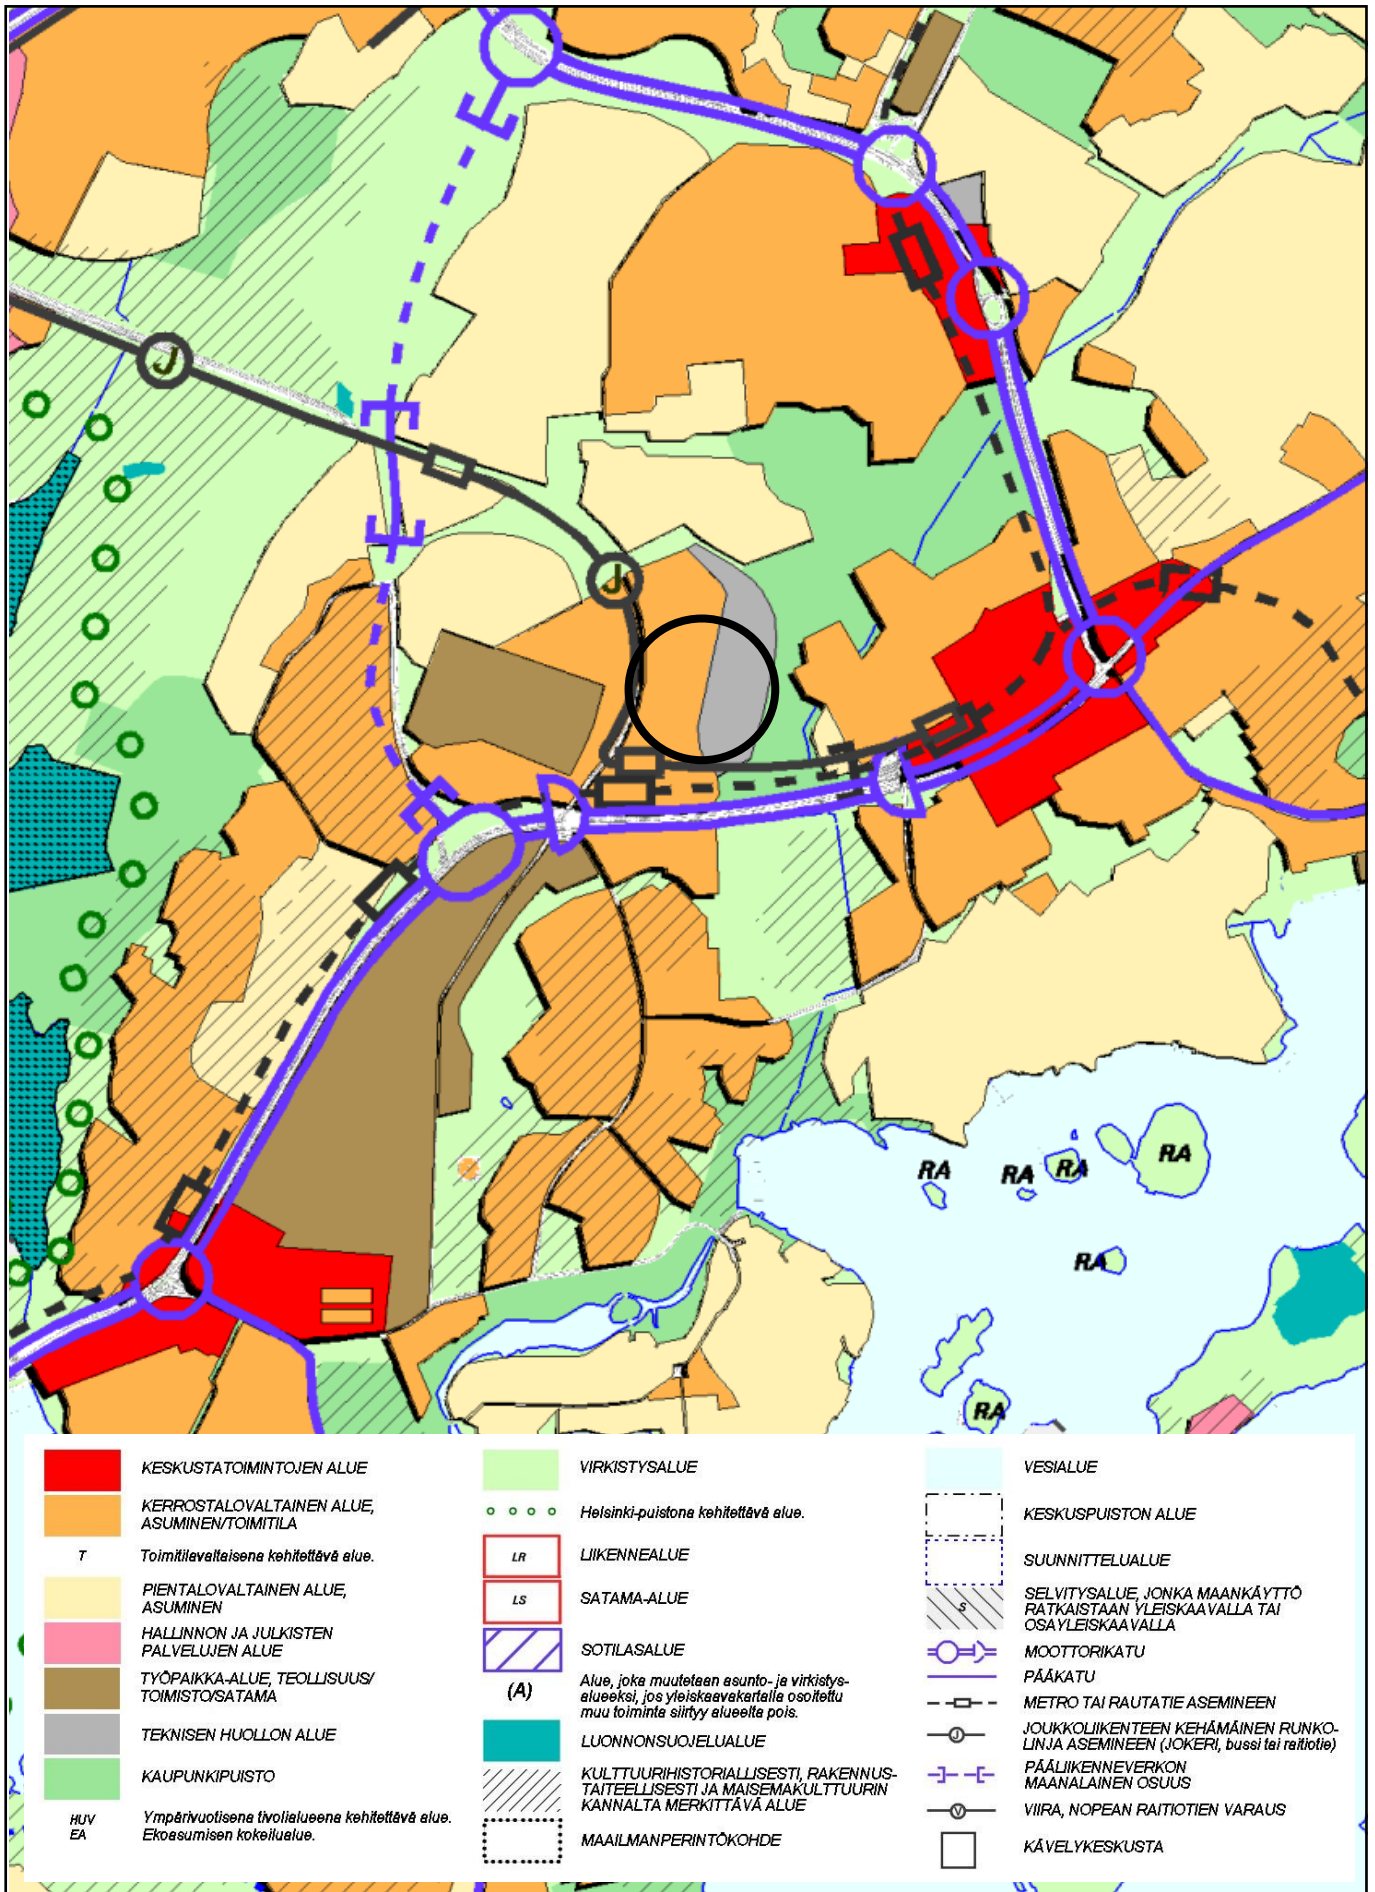 J
J
RA
RA
RA
RA
RA
RA
KESKUSTATOIMINTOJEN ALUE
KERROSTALOVALTAINEN ALUE,
ASUMINEN/TOIMITILA
T Toimitilavaltaisena kehitettävä alue.
PIENTALOVALTAINEN ALUE,
ASUMINEN
HALLINNON JA JULKISTEN
PALVELUJEN ALUE
TYÖPAIKKA-ALUE, TEOLLISUUS/
TOIMISTO/SATAMA
TEKNISEN HUOLLON ALUE
KAUPUNKIPUISTO
HUV Ympärivuotisena tivolialueena kehitettävä alue.
EA Ekoasumisen kokeilualue.
VIRKISTYSALUE
Helsinki-puistona kehitettävä alue.
LR LIIKENNEALUE
LS SATAMA-ALUE
SOTILASALUE
(A) Alue, joka muutetaan asunto- ja virkistys-
alueeksi, jos yleiskaavakartalla osoitettu
muu toiminta siirtyy alueelta pois.
LUONNONSUOJELUALUE
KULTTUURIHISTORIALLISESTI, RAKENNUS-
TAITEELLISESTI JA MAISEMAKULTTUURIN
KANNALTA MERKITTÄVÄ ALUE
MAAILMANPERINTÖKOHDE
VESIALUE
KESKUSPUISTON ALUE
SUUNNITTELUALUE
S SELVITYSALUE, JONKA MAANKÄYTTÖ
RATKAISTAAN YLEISKAAVALLA TAI
OSAYLEISKAAVALLA
MOOTTORIKATU
PÄÄKATU
METRO TAI RAUTATIE ASEMINEEN
J JOUKKOLIIKENTEEN KEHÄMÄINEN RUNKO-
LINJA ASEMINEEN (JOKERI, bussi tai raitiotie)
PÄÄLIIKENNEVERKON
MAANALAINEN OSUUS
V VIIRA, NOPEAN RAITIOTIEN VARAUS
KÄVELYKESKUSTA